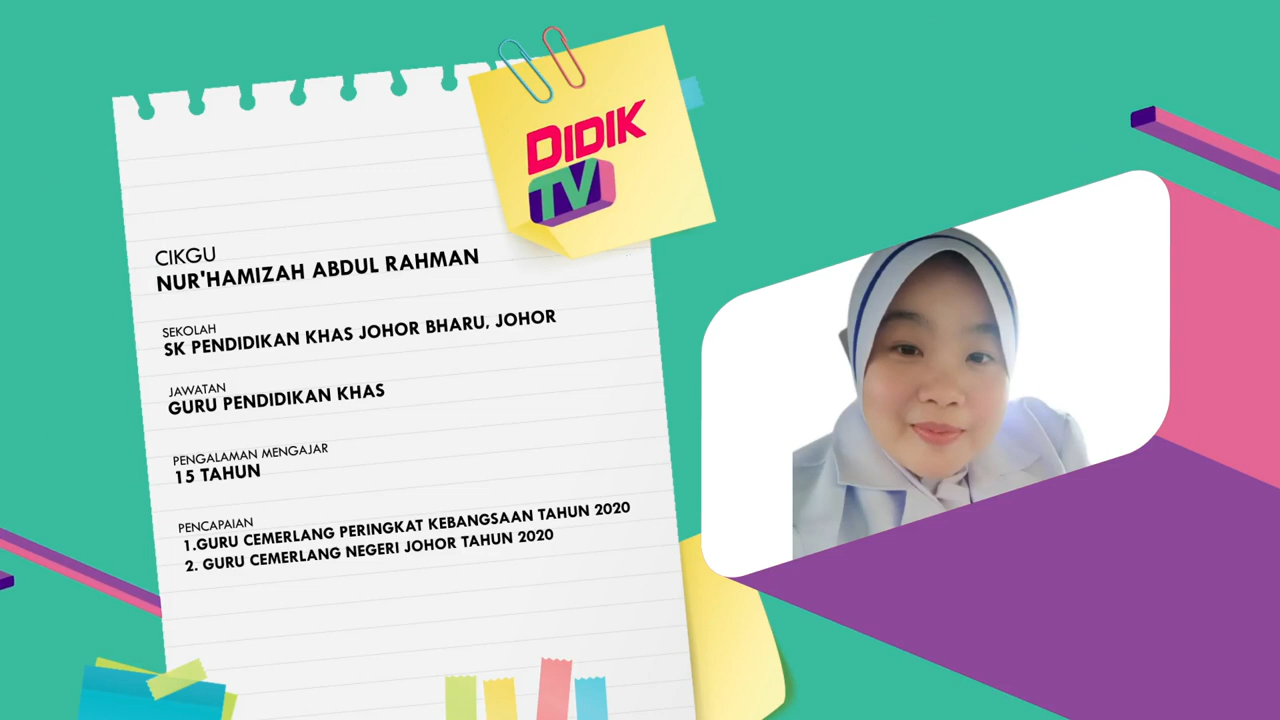 DIDIK
TV
CIKGU
NUR'HAMIZAH ABDUL RAHMAN
SEKOLAH
SK PENDIDIKAN KHAS JOHOR BHARU, JOHOR
JAWATAN
GURU PENDIDIKAN KHAS
PENGALAMAN MENGAJAR
15 TAHUN
PENCAPAIAN
1.GURU CEMERLANG PERINGKAT KEBANGSAAN TAHUN 2020
2. GURU CEMERLANG NEGERI JOHOR TAHUN 2020